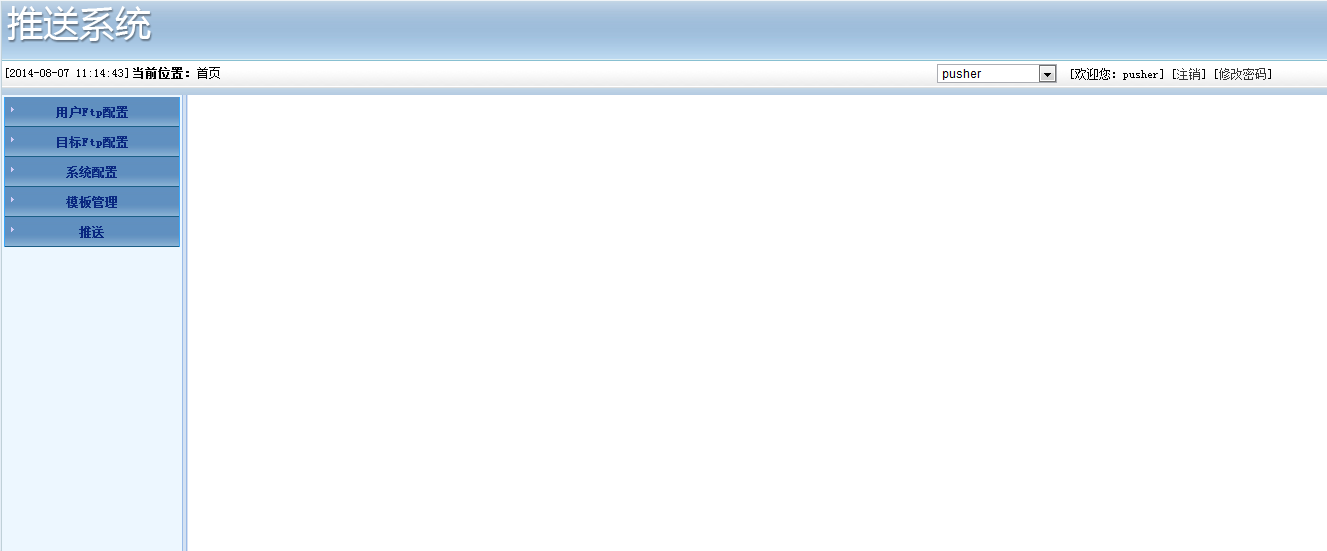 推送系统
[2014-08-07 11:14:43] 当前位置：首页 pusher [欢迎您：pusher] [注销] [修改密码]
用户Ftp配置
目标Ftp配置
系统配置
模板管理
推送